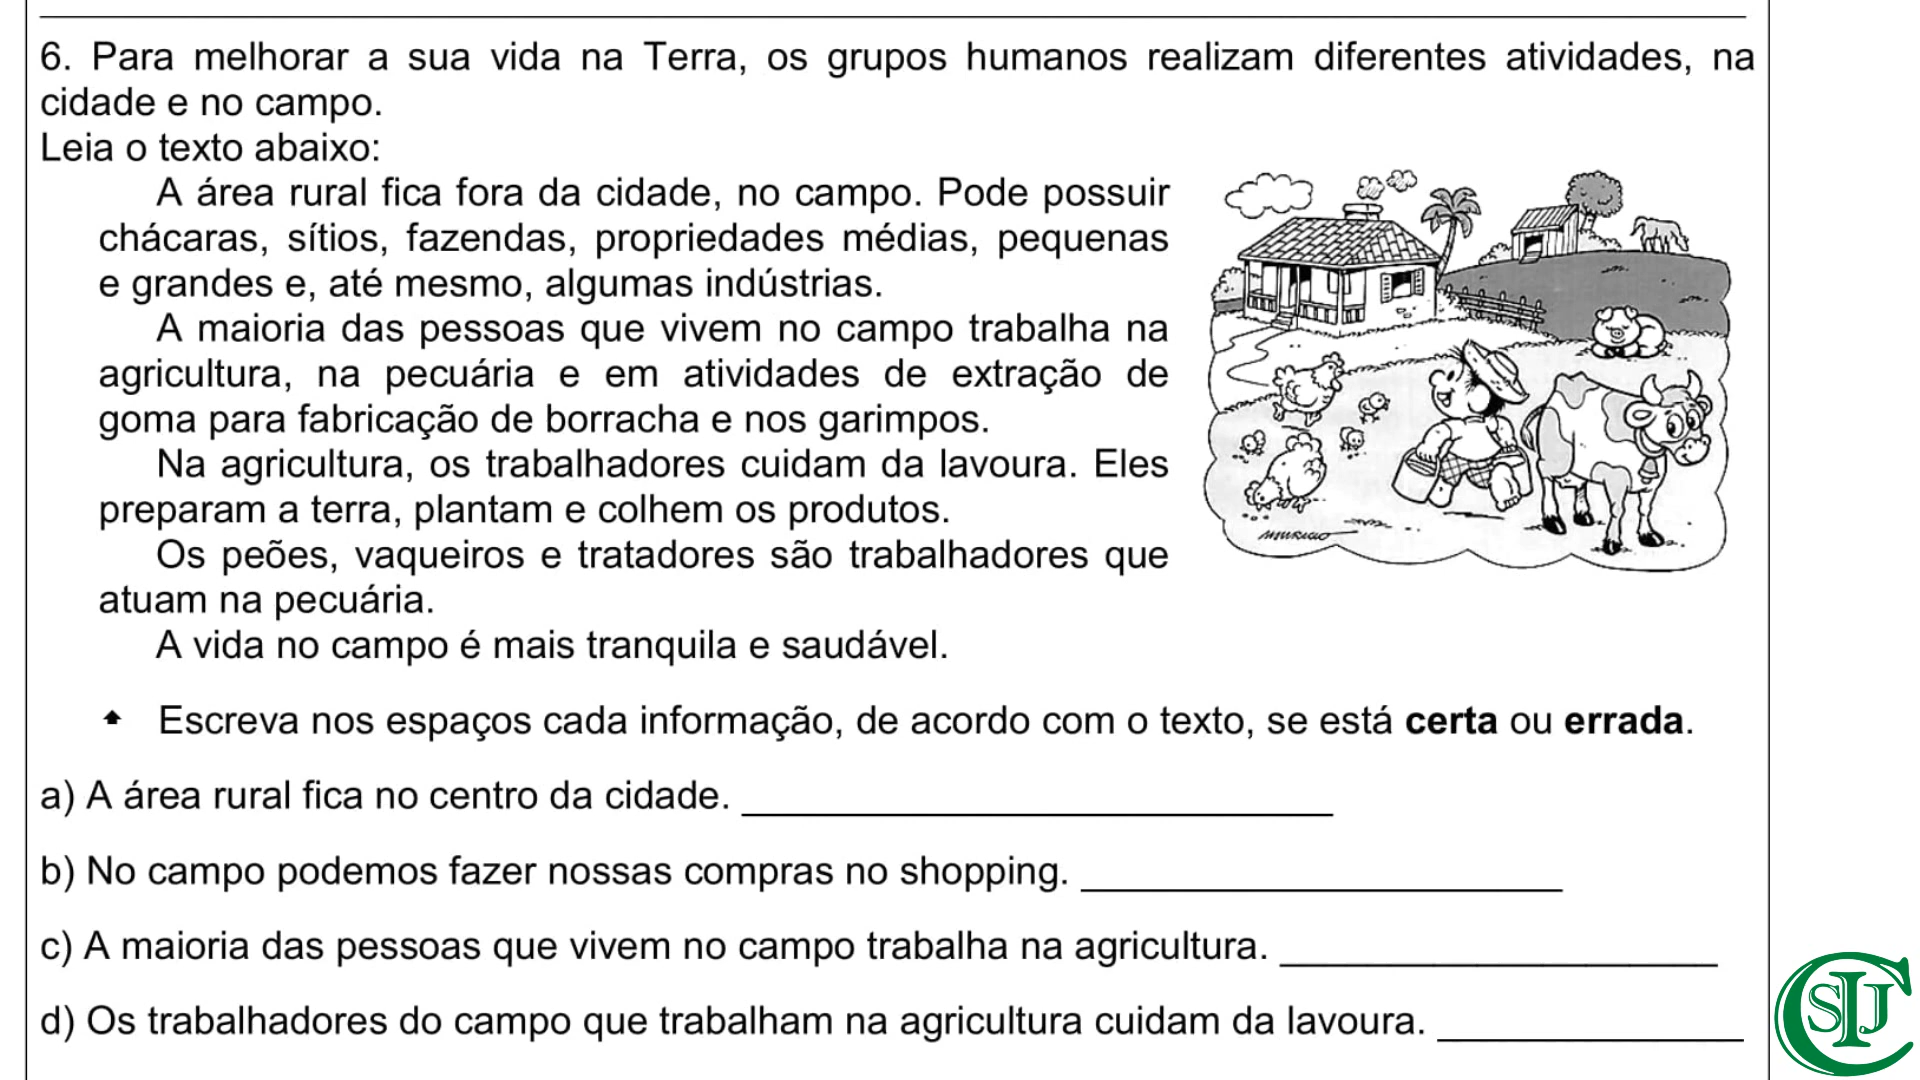 6. Para melhorar a sua vida na Terra, os grupos humanos realizam diferentes atividades, na
cidade e no campo.
Leia o texto abaixo:
A área rural fica fora da cidade, no campo. Pode possuir
chácaras, sítios, fazendas, propriedades médias, pequenas
e grandes e, até mesmo, algumas indústrias.
A maioria das pessoas que vivem no campo trabalha na
agricultura, na pecuária e em atividades de extração de
goma para fabricação de borracha e nos garimpos.
Na agricultura, os trabalhadores cuidam da lavoura. Eles
preparam a terra, plantam e colhem os produtos.
Os peões, vaqueiros e tratadores são trabalhadores que
atuam na pecuária.
A vida no campo é mais tranquila e saudável.
MAURICIO
Escreva nos espaços cada informação, de acordo com o texto, se está certa ou errada.
a) A área rural fica no centro da cidade. ____________________
b) No campo podemos fazer nossas compras no shopping. ____________________
c) A maioria das pessoas que vivem no campo trabalha na agricultura. ____________________
d) Os trabalhadores do campo que trabalham na agricultura cuidam da lavoura. ____________________
CSIJ